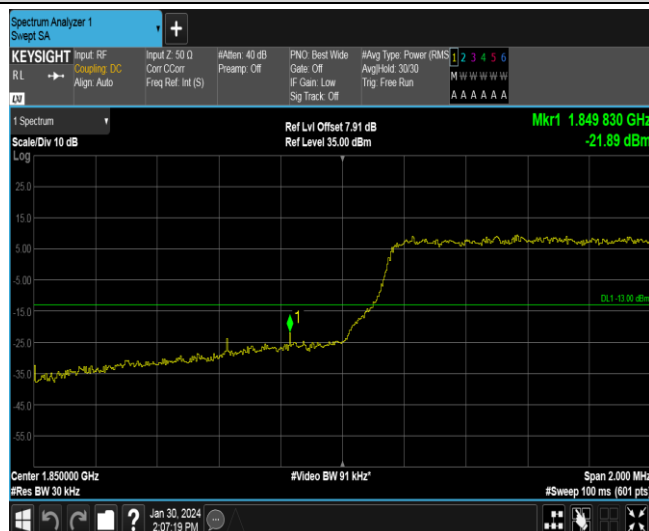 Spectrum Analyzer 1
Swept SA
+
KEYSIGHT
RL
LXI
Input: RF
Coupling: DC
Align: Auto
Input Z: 50 Ω
Corr CCorr
Freq Ref: Int (S)
#Atten: 40 dB
Preamp: Off
PNO: Best Wide
Gate: Off
IF Gain: Low
Sig Track: Off
#Avg Type: Power (RMS
Avg|Hold: 30/30
Trig: Free Run
1 2 3 4 5 6
M W W W W W
A A A A A A
1 Spectrum
Scale/Div 10 dB
Log
Ref Lvl Offset 7.91 dB
Ref Level 35.00 dBm
Mkr1 1.849 830 GHz
-21.89 dBm
25.0
15.0
5.00
-5.00
-15.0
-25.0
-35.0
-45.0
-55.0
1
DL1 -13.00 dBm
Center 1.850000 GHz
#Res BW 30 kHz
#Video BW 91 kHz*
Span 2.000 MHz
#Sweep 100 ms (601 pts)
?
Jan 30, 2024
2:07:19 PM